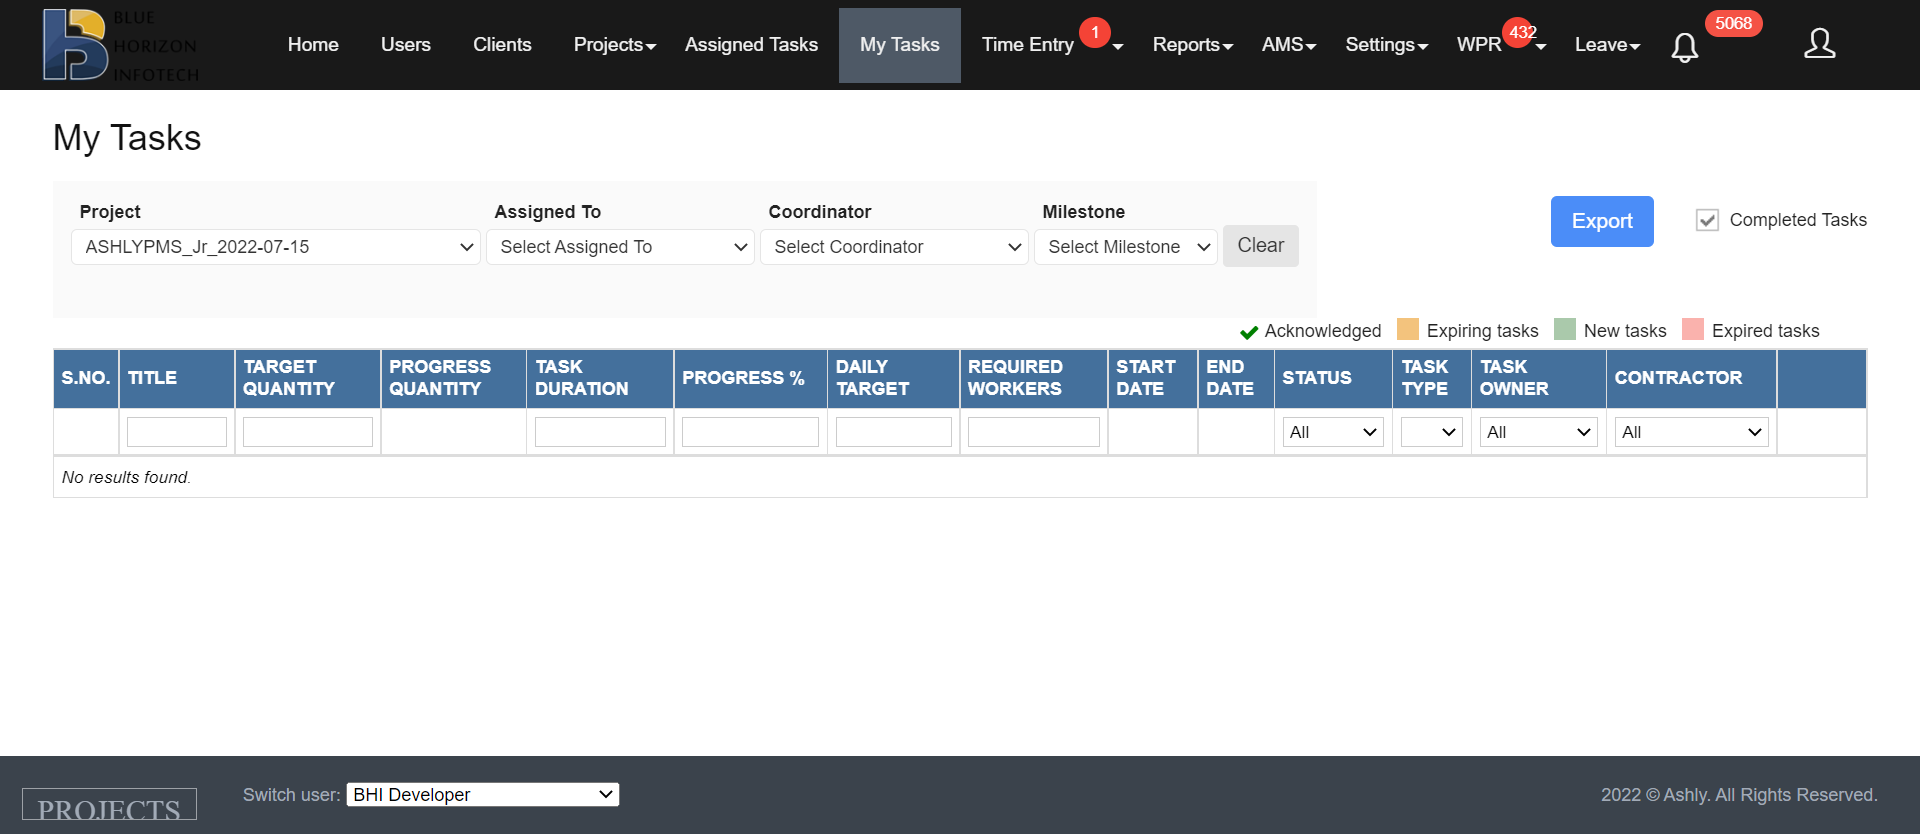 BLUE
HORIZON
INFOTECH
Home Users Clients Projects Assigned Tasks My Tasks Time Entry 1 Reports AMS Settings WPR 432 Leave 5068
My Tasks
Project Assigned To Coordinator Milestone
ASHLYPMS_Jr_2022-07-15 Select Assigned To Select Coordinator Select Milestone Clear
Export Completed Tasks
Acknowledged Expiring tasks New tasks Expired tasks
S.NO. TITLE TARGET QUANTITY PROGRESS QUANTITY TASK DURATION PROGRESS % DAILY TARGET REQUIRED WORKERS START DATE END DATE STATUS TASK TYPE TASK OWNER CONTRACTOR
All All All
No results found.
PROJECTS Switch user: BHI Developer 2022 © Ashly. All Rights Reserved.